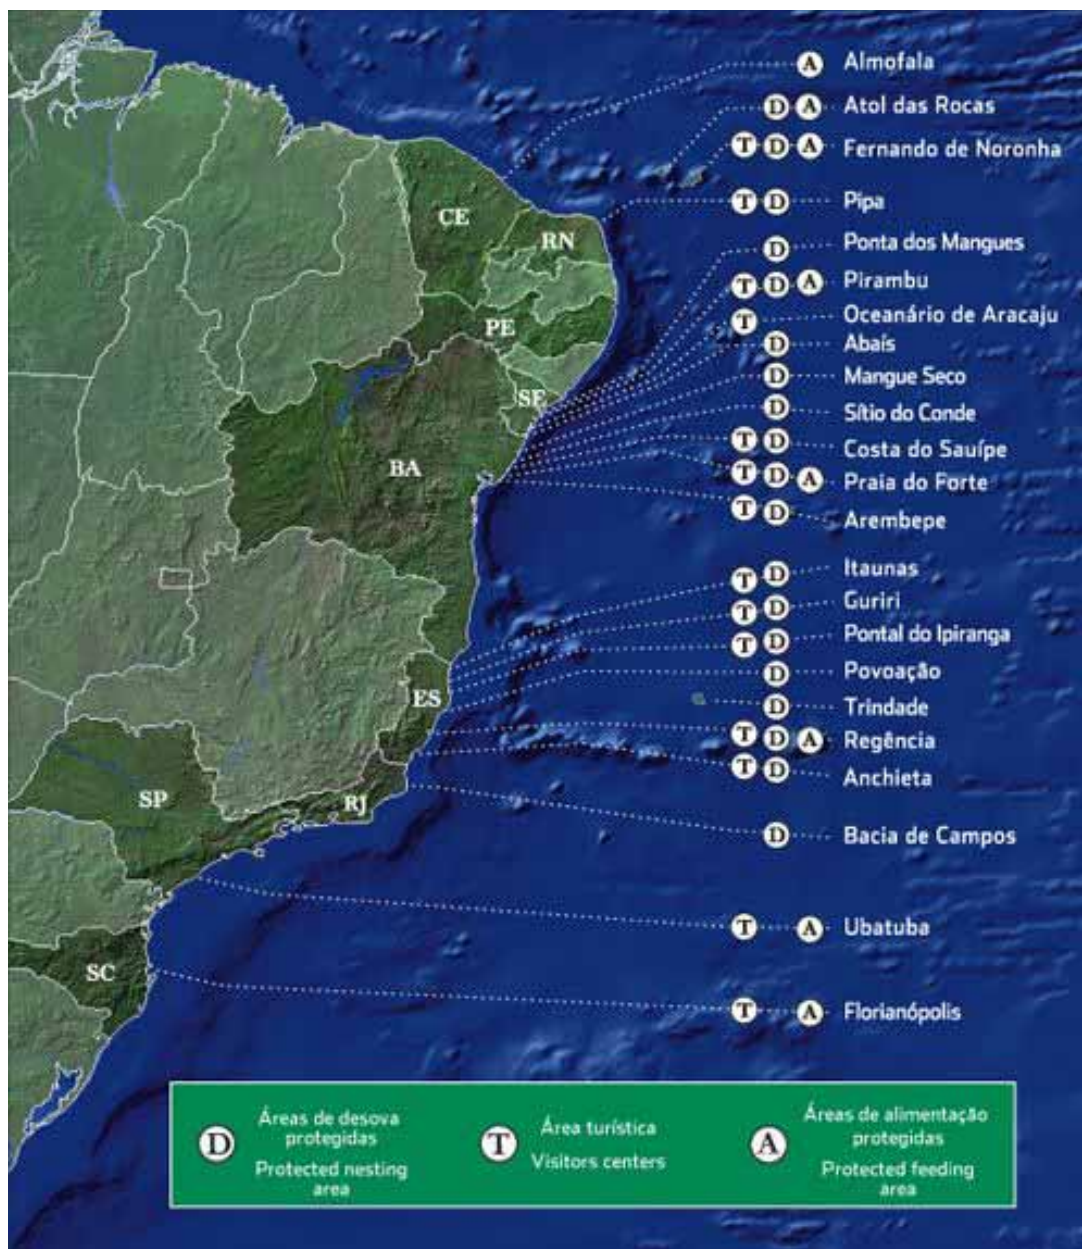 A Almofala
D A Atol das Rocas
T D A Fernando de Noronha
T D Pipa
D Ponta dos Mangues
T D A Pirambu
T Oceanário de Aracaju
D Abaís
D Mangue Seco
D Sítio do Conde
T D Costa do Sauípe
T D A Praia do Forte
T D Arembepe
T D Itaunas
T D Guriri
T D Pontal do Ipiranga
D Povoação
D Trindade
T D A Regência
T D Anchieta
D Bacia de Campos
T A Ubatuba
T A Florianópolis
CE
RN
PE
SE
BA
ES
SP
RJ
SC
D
Áreas de desova
protegidas
Protected nesting
area
T
Área turística
Visitors centers
A
Áreas de alimentação
protegidas
Protected feeding
area